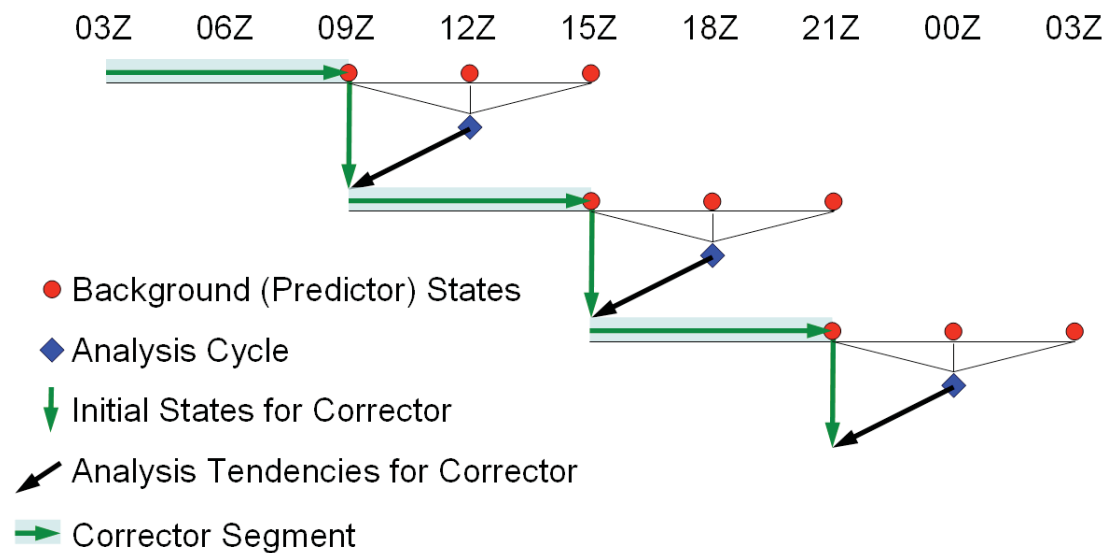 03Z 06Z 09Z 12Z 15Z 18Z 21Z 00Z 03Z
Background (Predictor) States
Analysis Cycle
Initial States for Corrector
Analysis Tendencies for Corrector
Corrector Segment